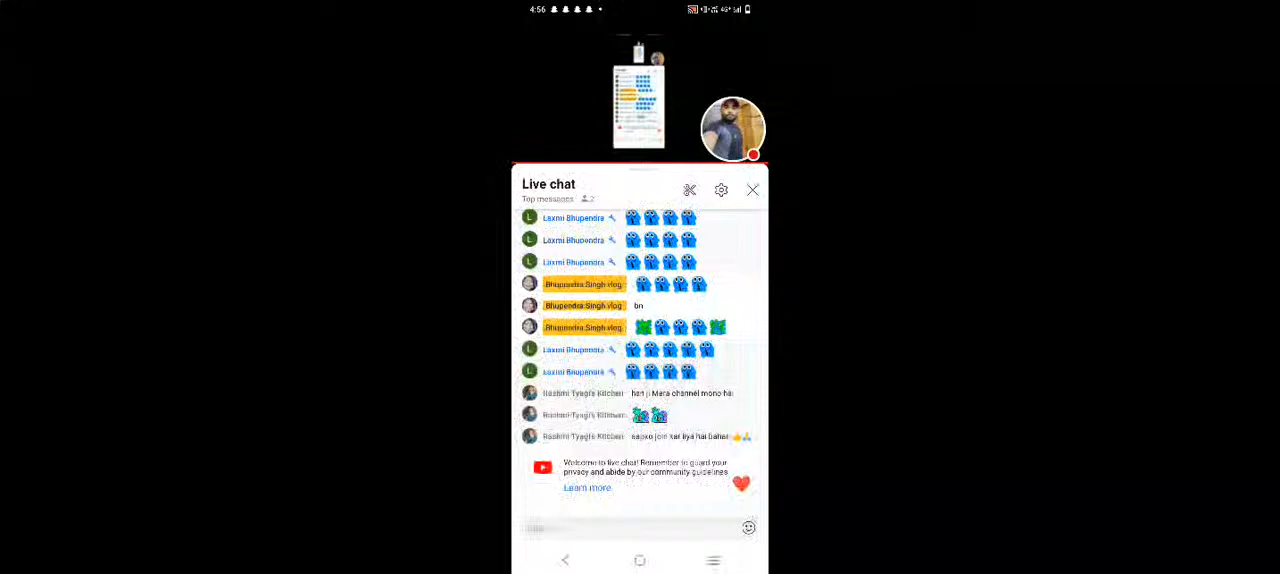 4:56
4G+
Live chat
Top messages 2
Laxmi Bhupendra
Laxmi Bhupendra
Laxmi Bhupendra
Bhupendra Singh vlog
Bhupendra Singh vlog bn
Bhupendra Singh vlog
Laxmi Bhupendra
Laxmi Bhupendra
Rashmi Tyagi's Kitchen han ji Mera channel mono hai
Rashmi Tyagi's Kitchen
Rashmi Tyagi's Kitchen aapko join kar liya hai bahar 👍🙏
Welcome to live chat! Remember to guard your
privacy and abide by our community guidelines
Learn more